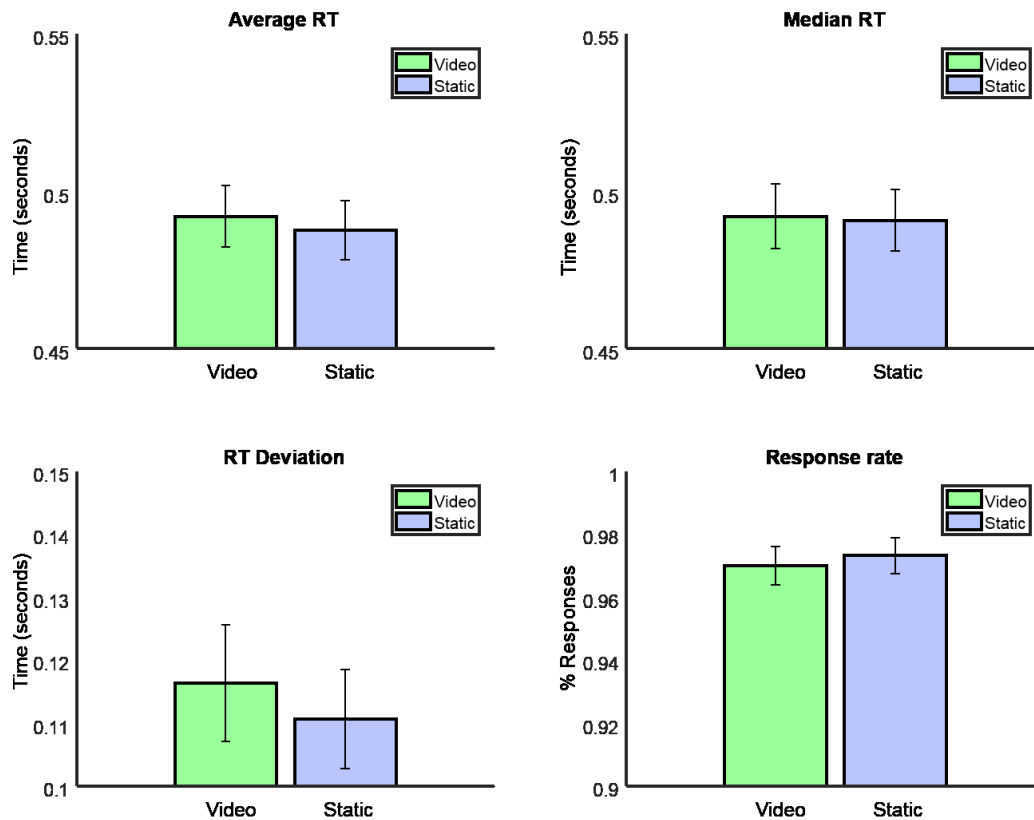 Average RT
0.55
0.5
0.45
Time (seconds)
Video
Static
Video
Static
Median RT
0.55
0.5
0.45
Time (seconds)
Video
Static
Video
Static
RT Deviation
0.15
0.14
0.13
0.12
0.11
0.1
Time (seconds)
Video
Static
Video
Static
Response rate
1
0.98
0.96
0.94
0.92
0.9
% Responses
Video
Static
Video
Static